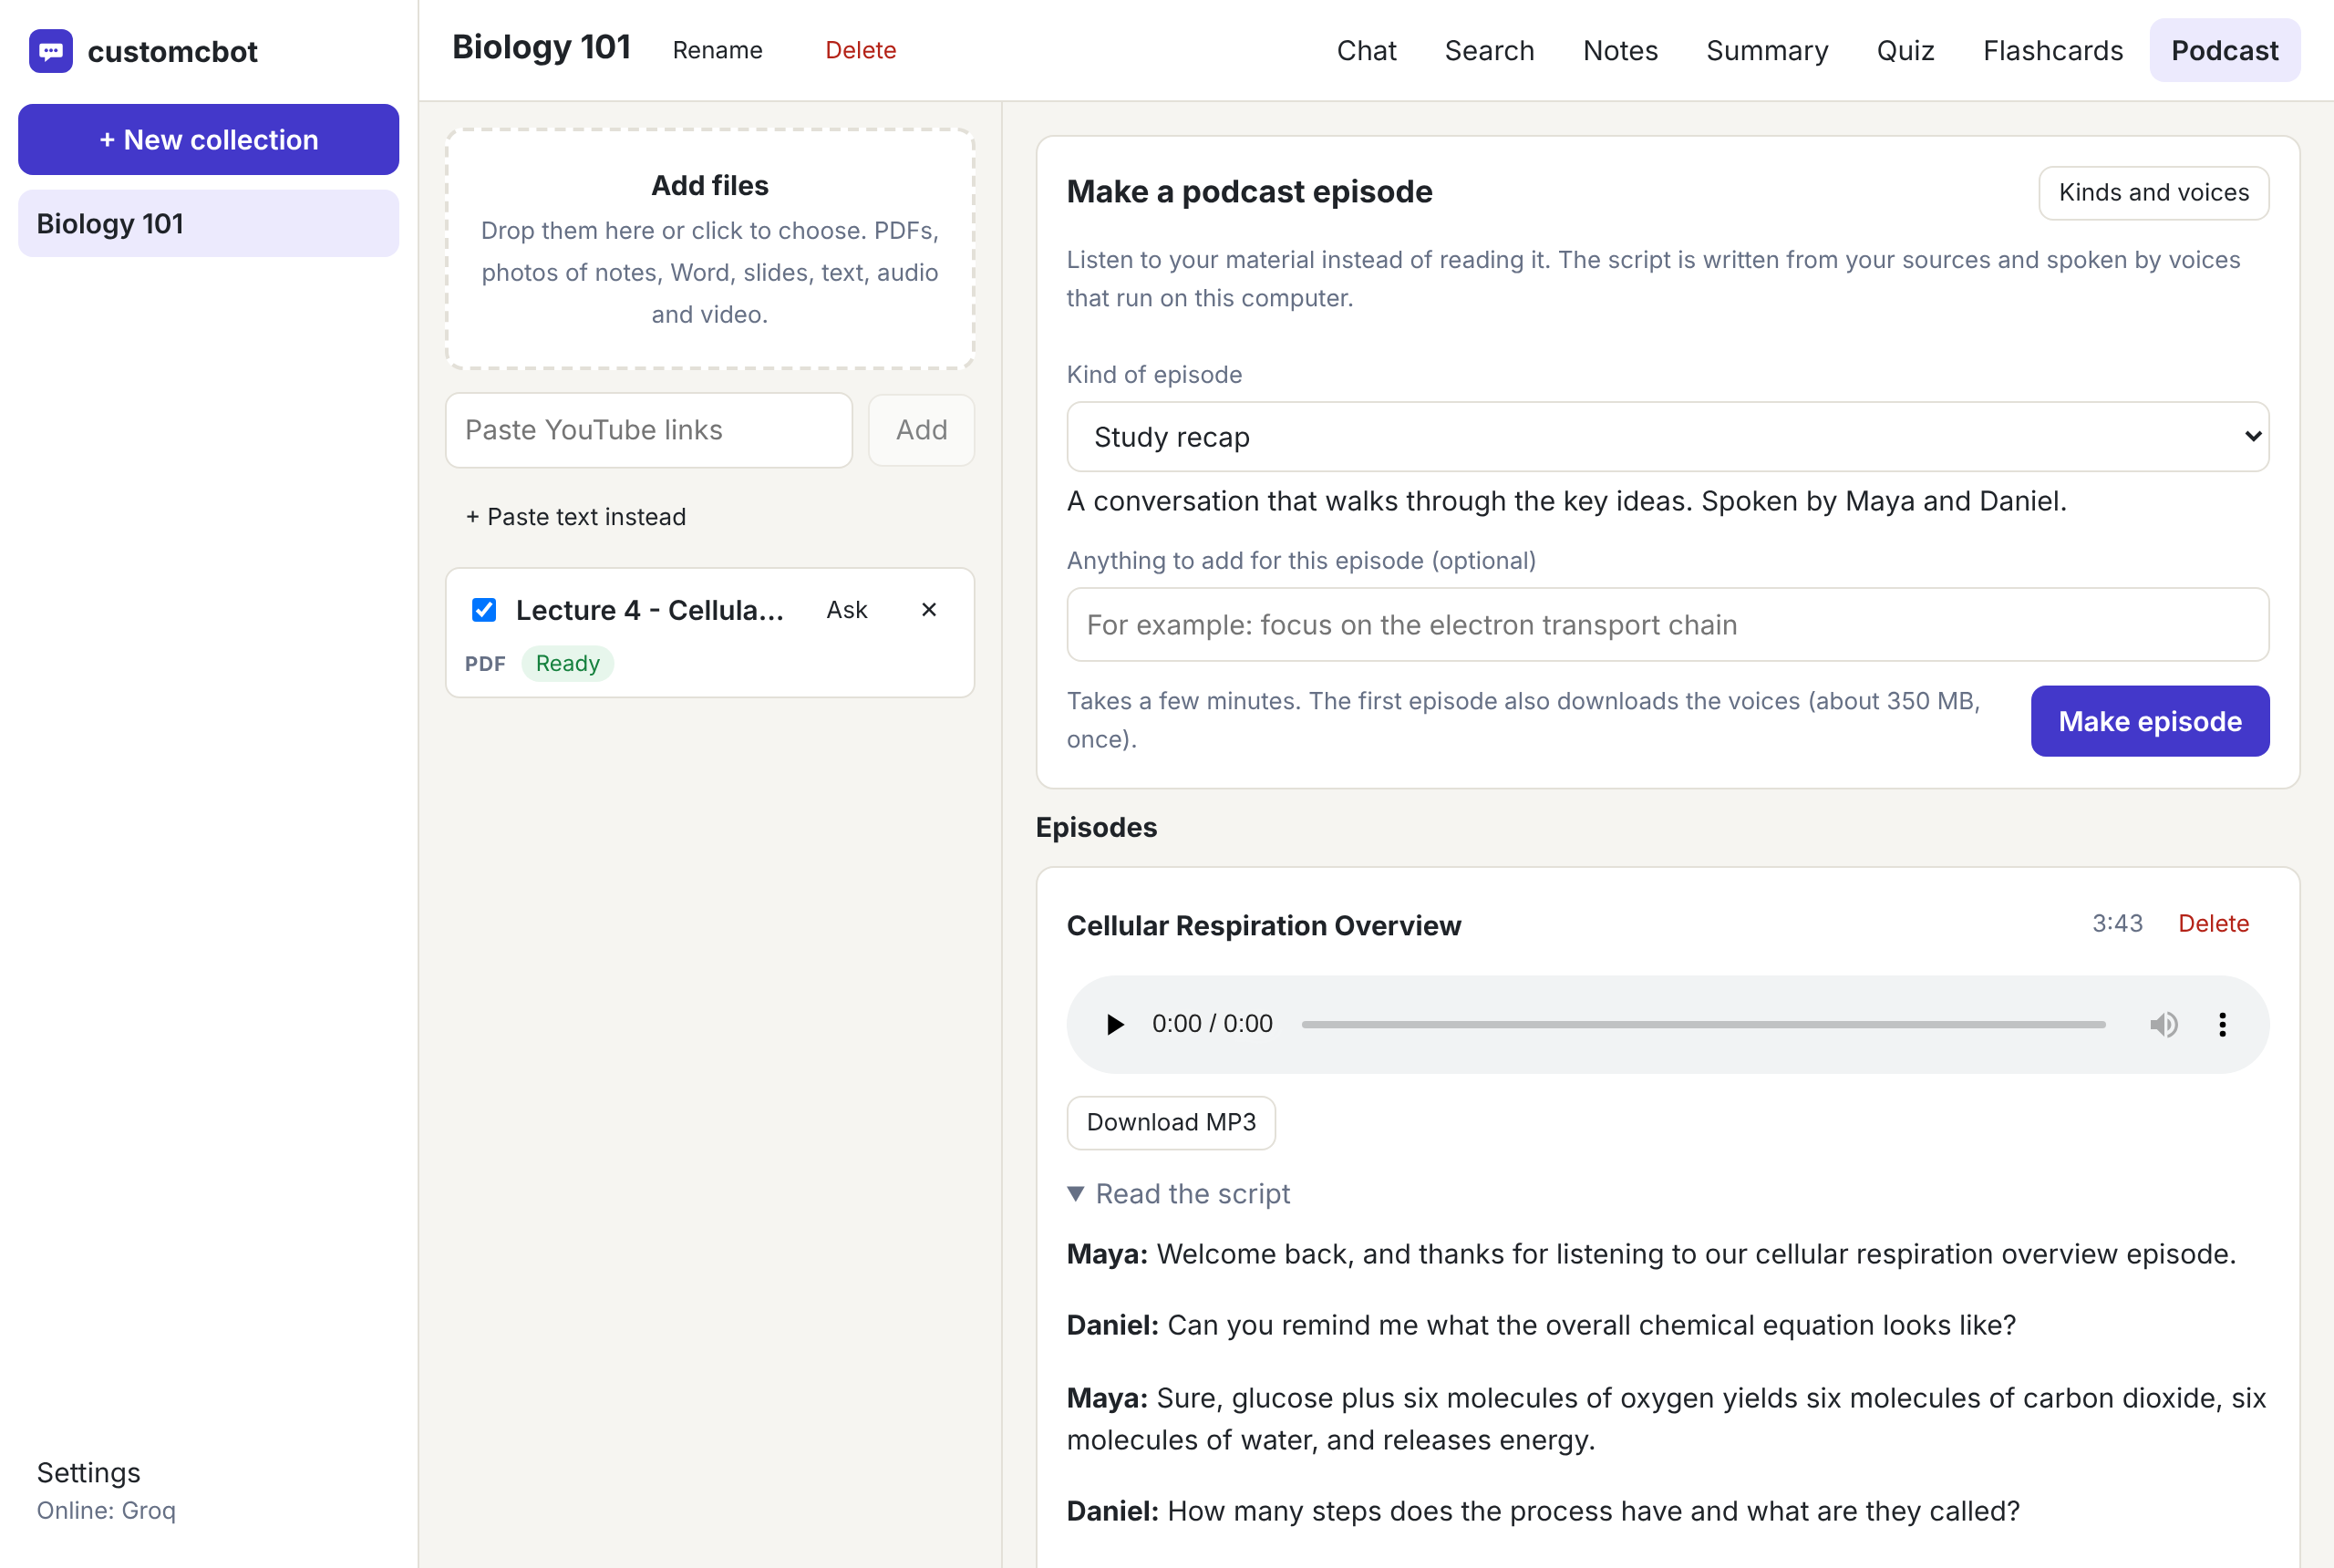 customcbot
+ New collection
Biology 101
Settings
Online: Groq
Biology 101
Rename
Delete
Chat
Search
Notes
Summary
Quiz
Flashcards
Podcast
Add files
Drop them here or click to choose. PDFs,
photos of notes, Word, slides, text, audio
and video.
Paste YouTube links
Add
+ Paste text instead
Lecture 4 - Cellula...
Ask
×
PDF
Ready
Make a podcast episode
Kinds and voices
Listen to your material instead of reading it. The script is written from your sources and spoken by voices
that run on this computer.
Kind of episode
Study recap
A conversation that walks through the key ideas. Spoken by Maya and Daniel.
Anything to add for this episode (optional)
For example: focus on the electron transport chain
Takes a few minutes. The first episode also downloads the voices (about 350 MB,
once).
Make episode
Episodes
Cellular Respiration Overview
3:43
Delete
0:00 / 0:00
Download MP3
▼ Read the script
Maya: Welcome back, and thanks for listening to our cellular respiration overview episode.
Daniel: Can you remind me what the overall chemical equation looks like?
Maya: Sure, glucose plus six molecules of oxygen yields six molecules of carbon dioxide, six
molecules of water, and releases energy.
Daniel: How many steps does the process have and what are they called?